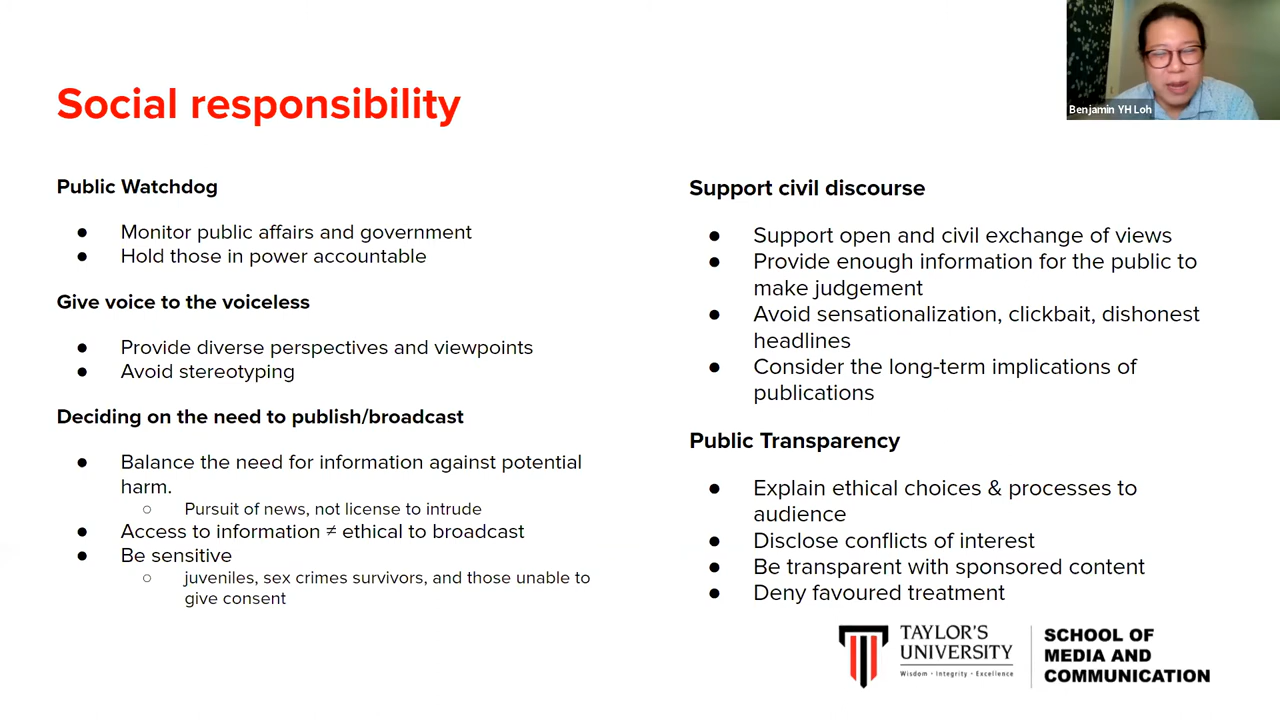 Social responsibility
Public Watchdog
● Monitor public affairs and government
● Hold those in power accountable
Give voice to the voiceless
● Provide diverse perspectives and viewpoints
● Avoid stereotyping
Deciding on the need to publish/broadcast
● Balance the need for information against potential
harm.
○ Pursuit of news, not license to intrude
● Access to information ≠ ethical to broadcast
● Be sensitive
○ juveniles, sex crimes survivors, and those unable to
give consent
Support civil discourse
● Support open and civil exchange of views
● Provide enough information for the public to
make judgement
● Avoid sensationalization, clickbait, dishonest
headlines
● Consider the long-term implications of
publications
Public Transparency
● Explain ethical choices & processes to
audience
● Disclose conflicts of interest
● Be transparent with sponsored content
● Deny favoured treatment
Benjamin YH Loh
TAYLOR'S
UNIVERSITY
Wisdom · Integrity · Excellence
SCHOOL OF
MEDIA AND
COMMUNICATION